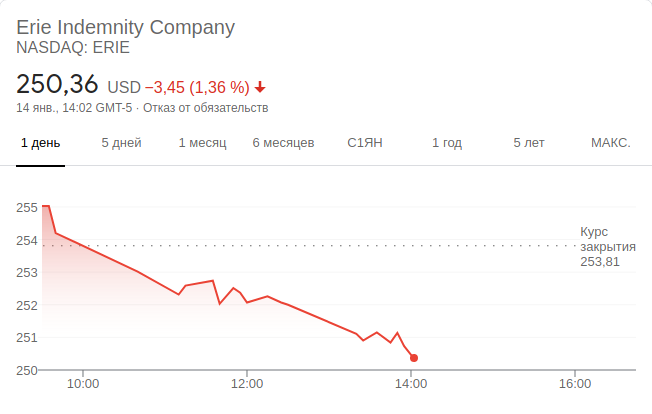 Erie Indemnity Company
NASDAQ: ERIE
250,36 USD −3,45 (1,36 %)
14 янв., 14:02 GMT-5 · Отказ от обязательств
1 день 5 дней 1 месяц 6 месяцев С1ЯН 1 год 5 лет МАКС.
255
254
253
252
251
250
Курс
закрытия
253,81
10:00 12:00 14:00 16:00